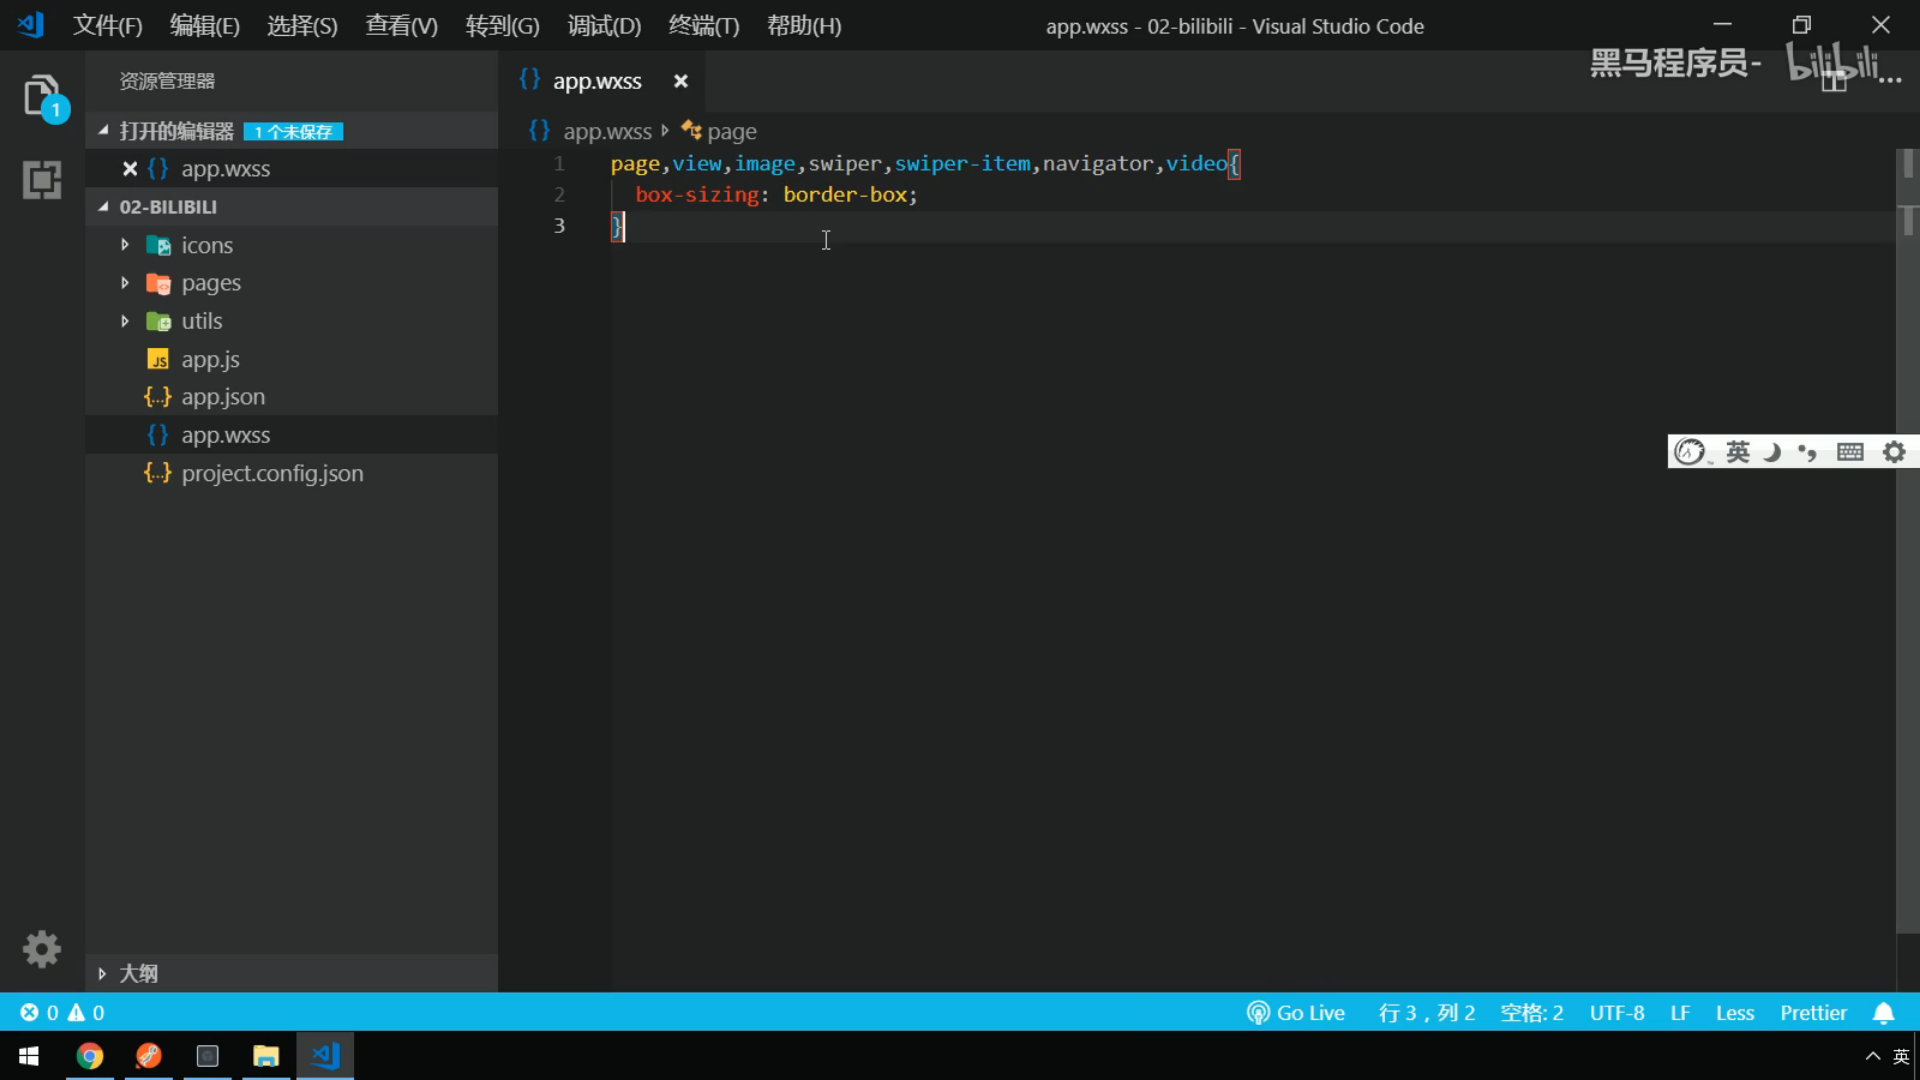 文件(F) 编辑(E) 选择(S) 查看(V) 转到(G) 调试(D) 终端(T) 帮助(H) app.wxss - 02-bilibili - Visual Studio Code
黑马程序员- bilibili
资源管理器
1
打开的编辑器 1 个未保存
app.wxss
02-BILIBILI
icons
pages
utils
JS app.js
{..} app.json
{} app.wxss
{..} project.config.json
大纲
{} app.wxss
{} app.wxss page
1 page,view,image,swiper,swiper-item,navigator,video{
2 box-sizing: border-box;
3 }
英
0 0
Go Live 行 3，列 2 空格: 2 UTF-8 LF Less Prettier
英